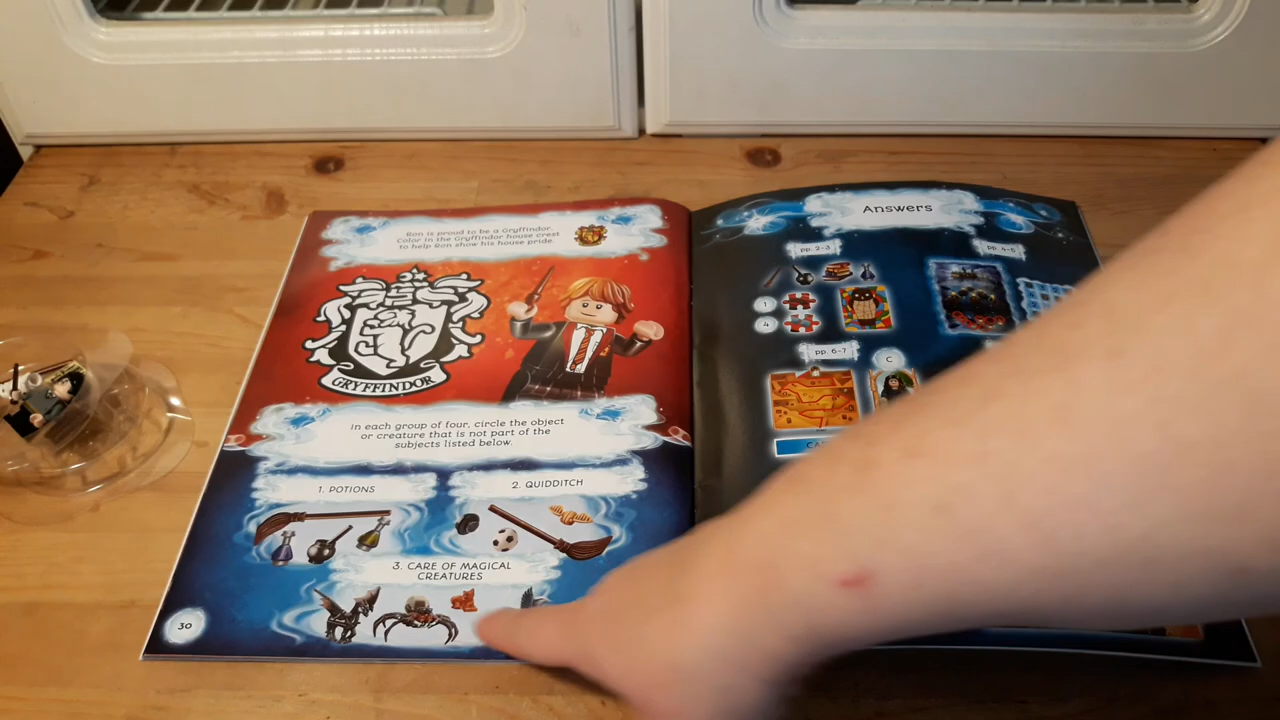 Ron is proud to be a Gryffindor.
Color in the Gryffindor house crest
to help Ron show his house pride.
GRYFFINDOR
In each group of four, circle the object
or creature that is not part of the
subjects listed below.
1. POTIONS
2. QUIDDITCH
3. CARE OF MAGICAL
CREATURES
30
Answers
pp. 2-3
pp. 4-5
1
4
pp. 6-7
C